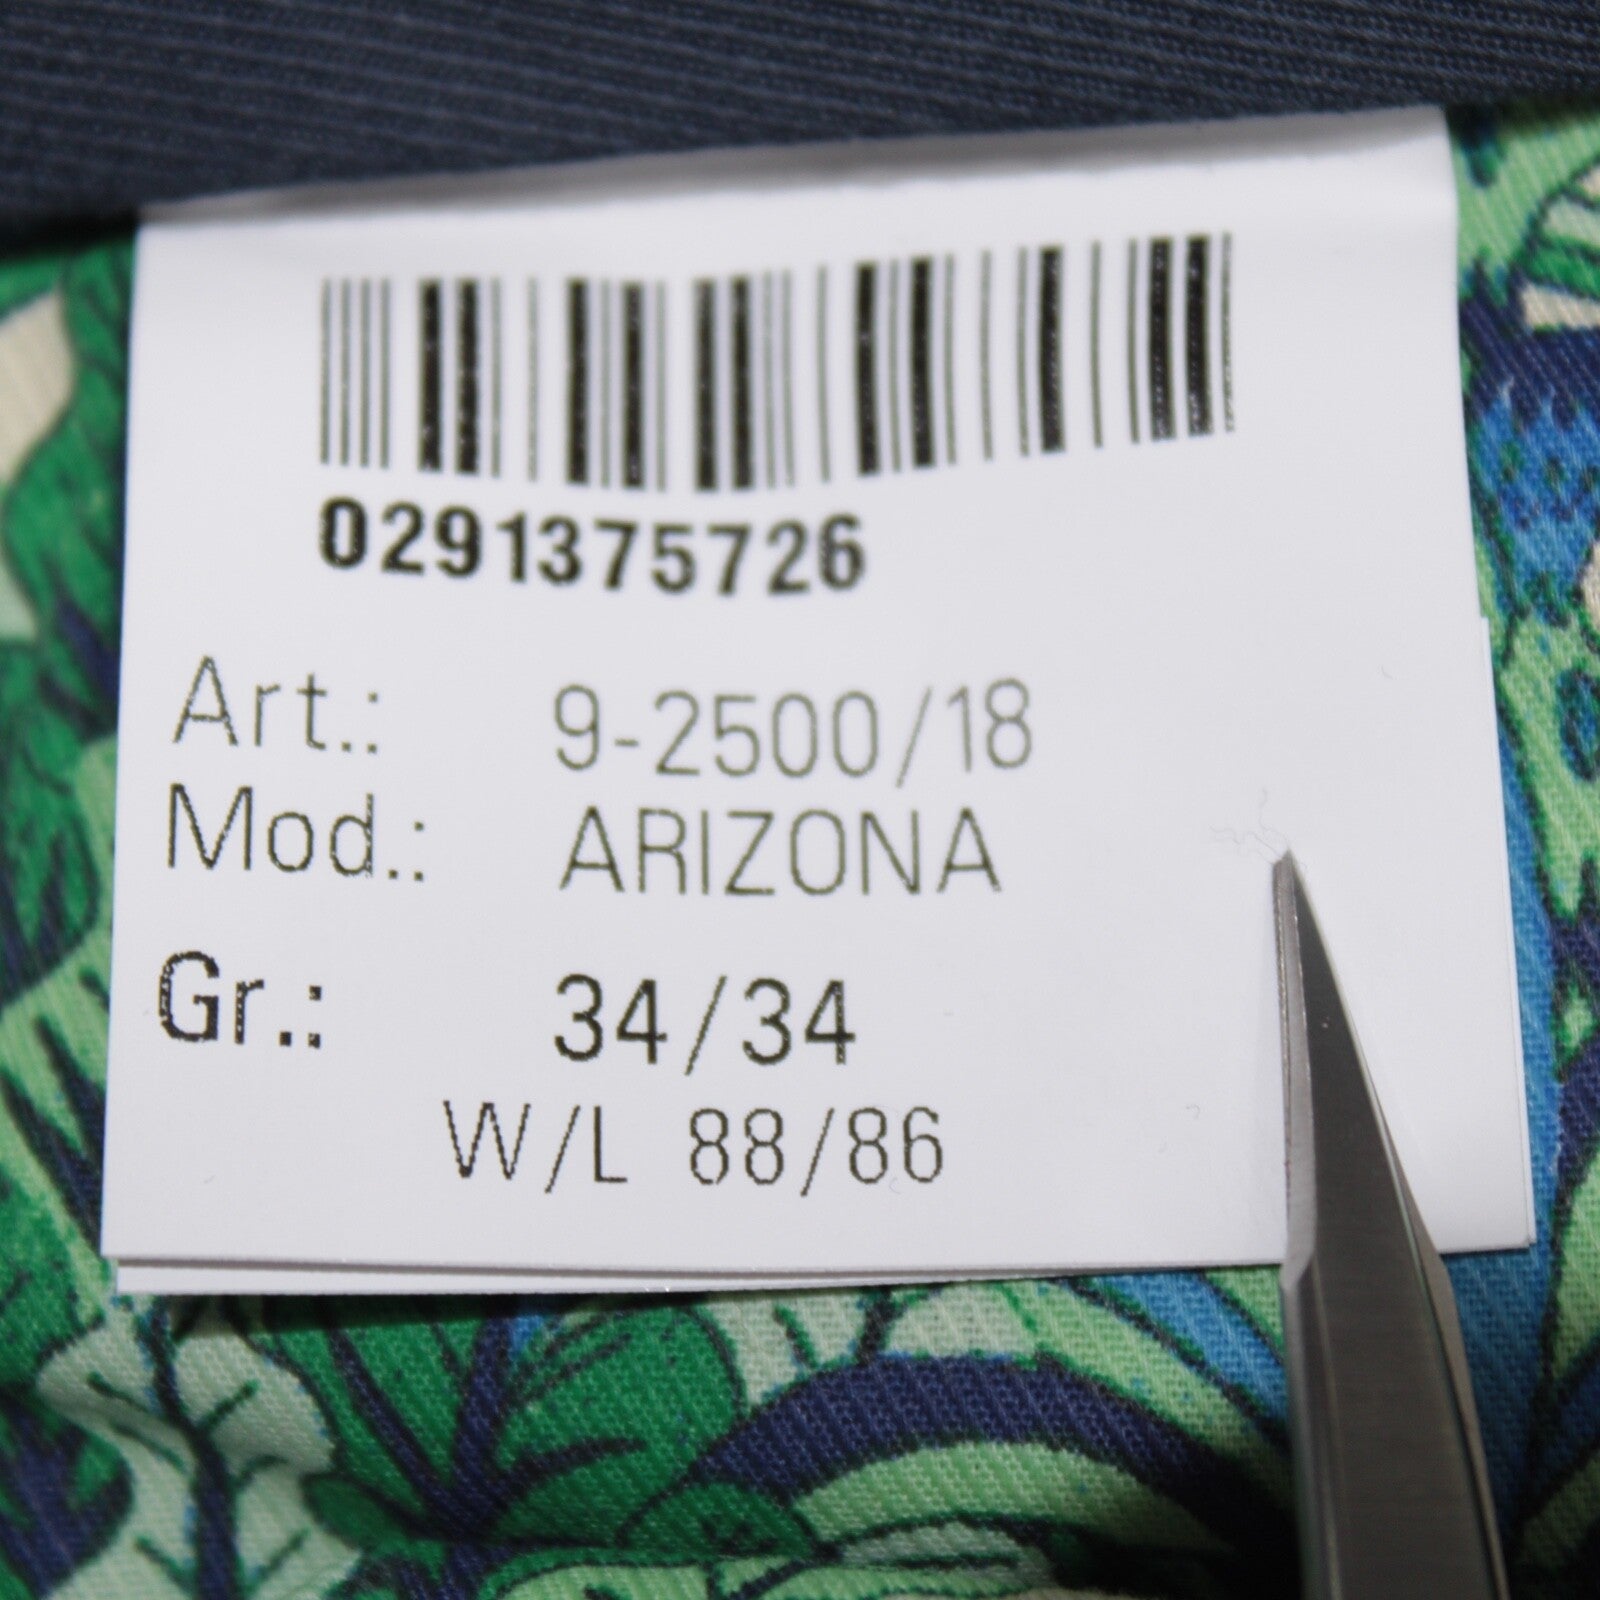 0291375726
Art.: 9-2500/18
Mod.: ARIZONA
Gr.: 34/34
W/L 88/86